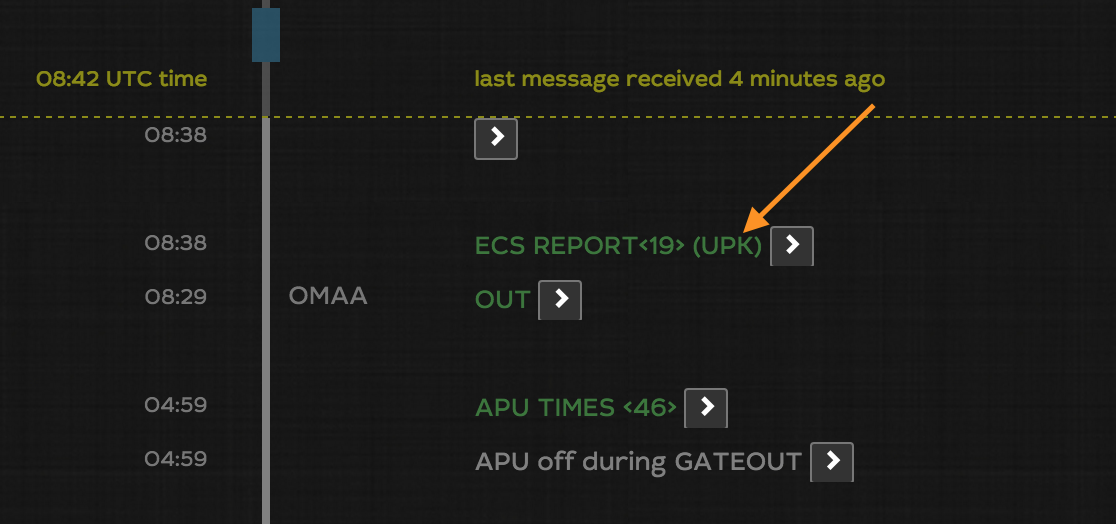 08:42 UTC time last message received 4 minutes ago
08:38
08:38 ECS REPORT<19> (UPK)
08:29 OMAA OUT
04:59 APU TIMES <46>
04:59 APU off during GATEOUT